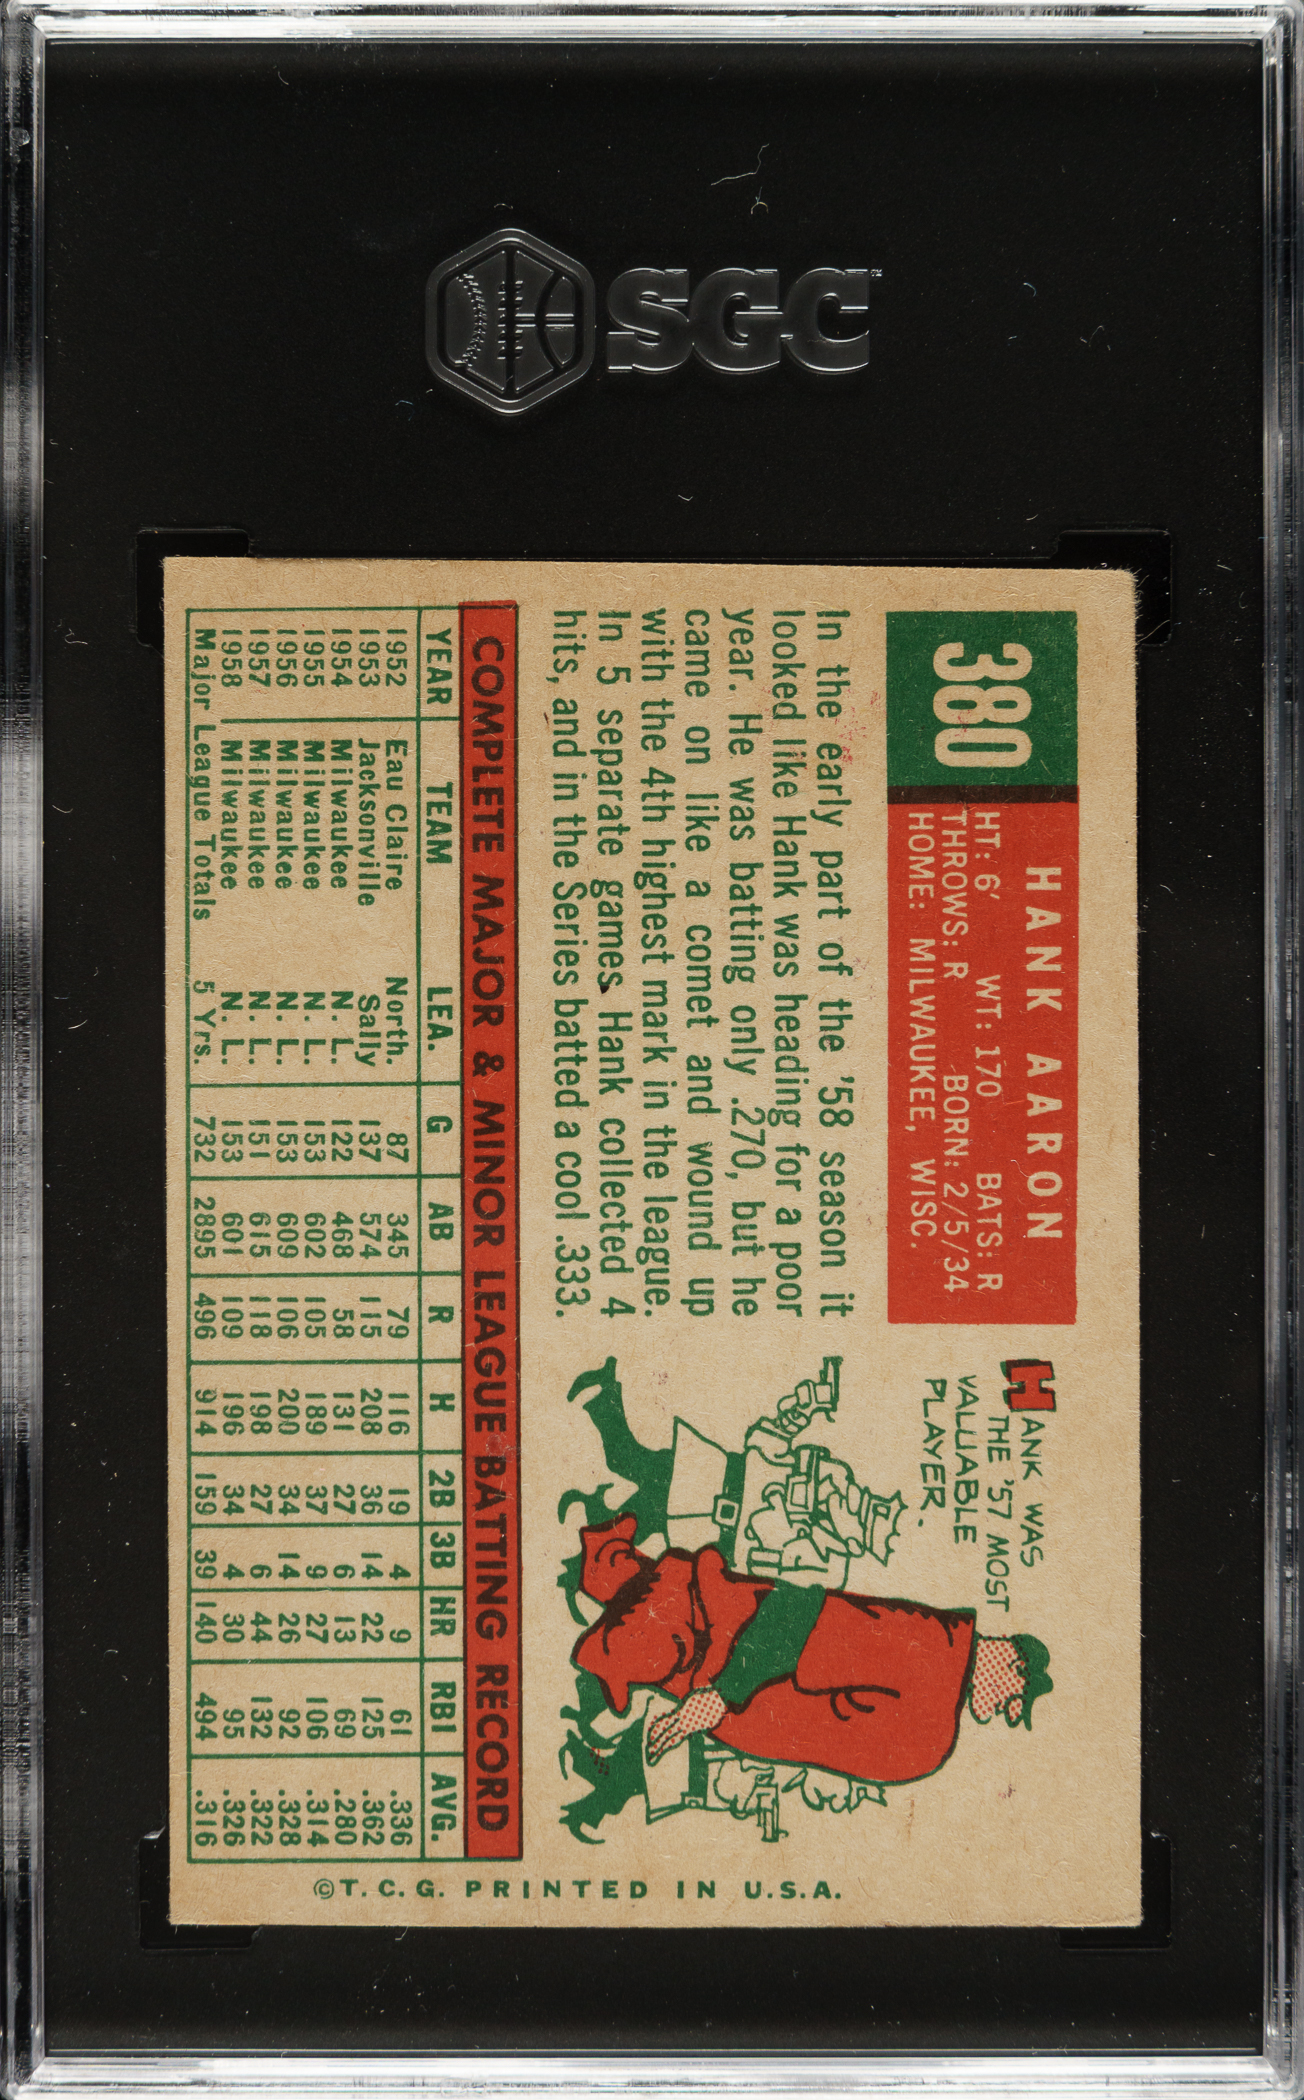 SGC™
380
HANK AARON
HT: 6' WT: 170 BATS: R
THROWS: R BORN: 2/5/34
HOME: MILWAUKEE, WISC.
In the early part of the '58 season it
looked like Hank was heading for a poor
year. He was batting only .270, but he
came on like a comet and wound up
with the 4th highest mark in the league.
In 5 separate games, Hank collected 4
hits, and in the Series batted a cool .333.
HANK WAS
THE '57 MOST
VALUABLE
PLAYER.
COMPLETE MAJOR & MINOR LEAGUE BATTING RECORD
YEAR TEAM LEA. G AB R H 2B 3B HR RBI AVG.
1952 Eau Claire North. 87 345 79 116 19 4 9 61 .336
1953 Jacksonville Sally 137 574 115 208 36 14 22 125 .362
1954 Milwaukee N. L. 122 468 58 131 27 6 13 69 .280
1955 Milwaukee N. L. 153 602 105 189 37 9 27 106 .314
1956 Milwaukee N. L. 153 609 106 200 34 14 26 92 .328
1957 Milwaukee N. L. 151 615 118 198 27 6 44 132 .322
1958 Milwaukee N. L. 153 601 109 196 34 4 30 95 .326
Major League Totals 5 Yrs. 732 2895 496 914 159 39 140 494 .316
©T. C. G. PRINTED IN U.S.A.